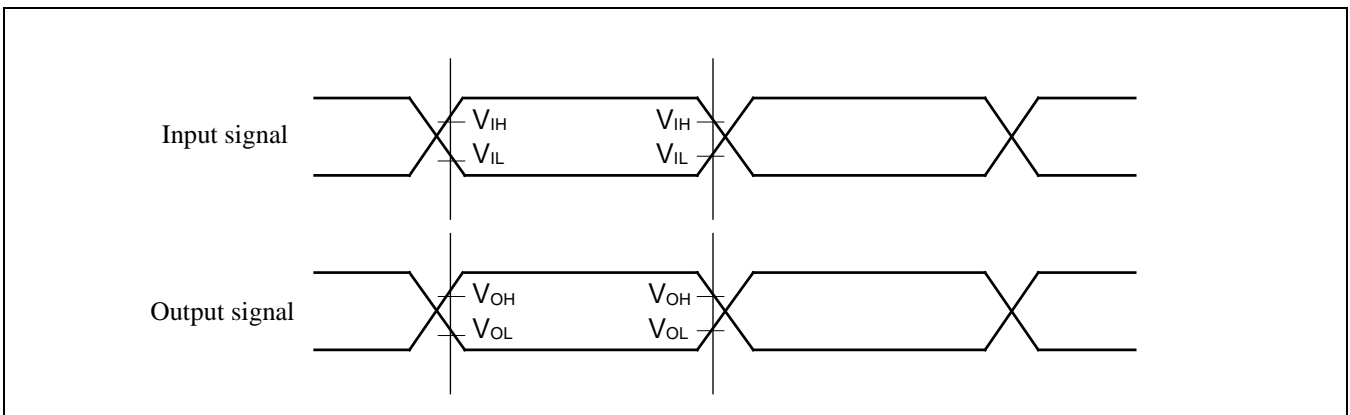 VIH VIH
Input signal
VIL VIL
VOH VOH
Output signal
VOL VOL